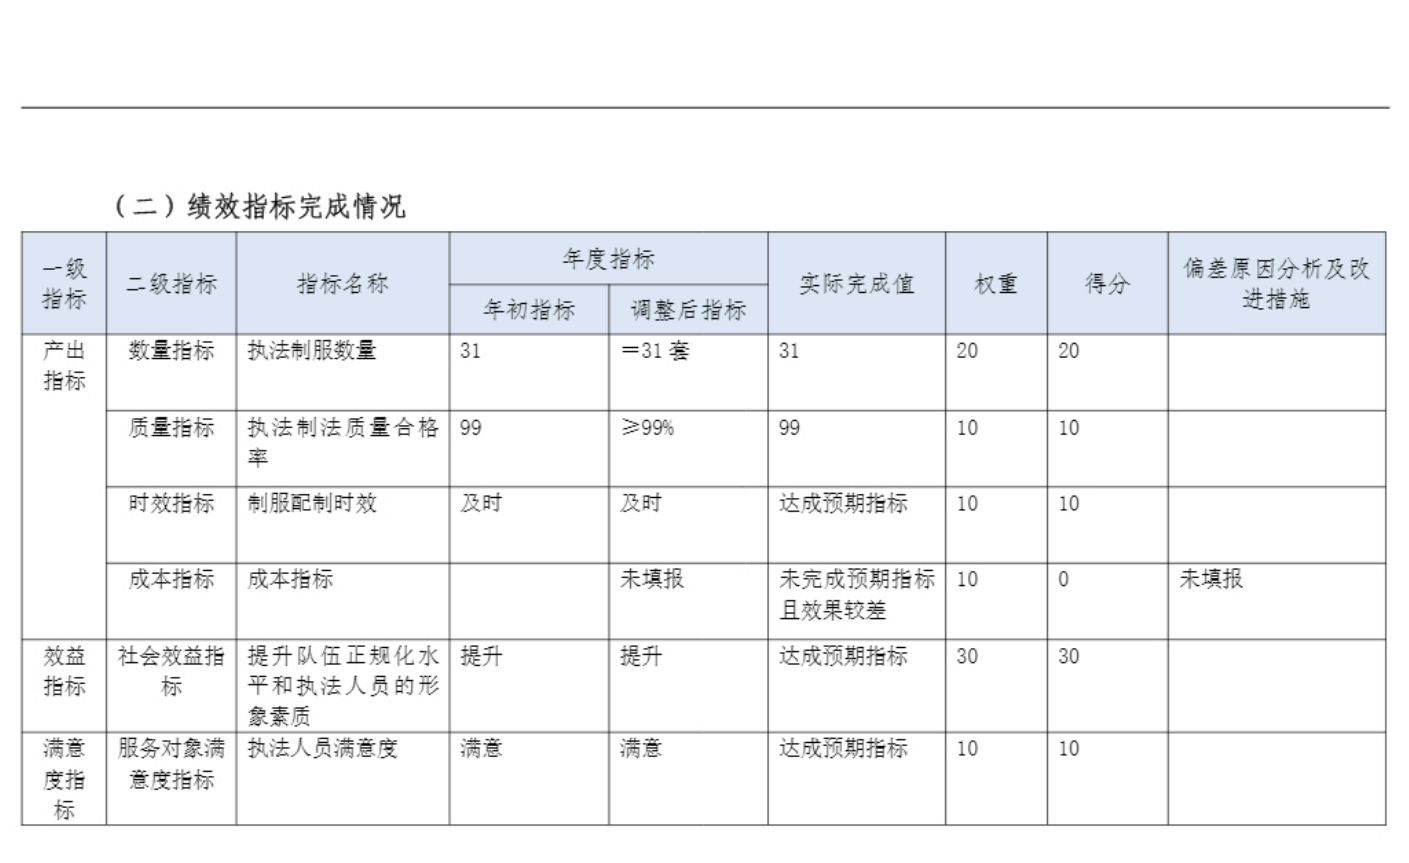 （二）绩效指标完成情况
一级
指标
二级指标
指标名称
年度指标
年初指标
调整后指标
实际完成值
权重
得分
偏差原因分析及改
进措施
产出
指标
数量指标
执法制服数量
31
＝31 套
31
20
20
质量指标
执法制法质量合格
率
99
≥99%
99
10
10
时效指标
制服配制时效
及时
及时
达成预期指标
10
10
成本指标
成本指标
未填报
未完成预期指标
且效果较差
10
0
未填报
效益
指标
社会效益指
标
提升队伍正规化水
平和执法人员的形
象素质
提升
提升
达成预期指标
30
30
满意
度指
标
服务对象满
意度指标
执法人员满意度
满意
满意
达成预期指标
10
10